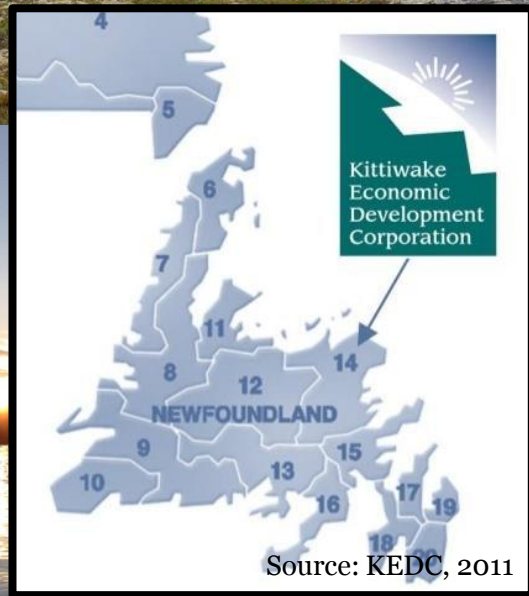 4
5
6
7
Kittiwake
Economic
Development
Corporation
11
14
8
12
NEWFOUNDLAND
9
15
10
13
16
17
19
18
20
Source: KEDC, 2011